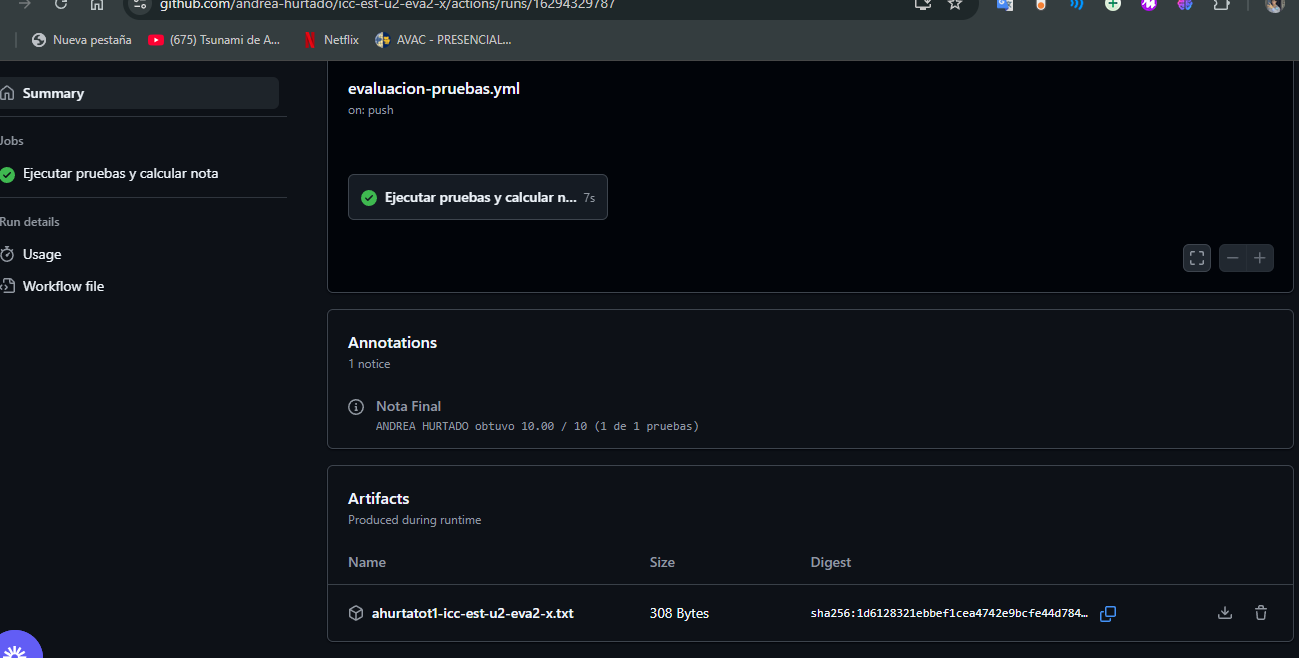 github.com/andrea-hurtado/icc-est-u2-eva2-x/actions/runs/16294329787
Nueva pestaña
(675) Tsunami de A...
Netflix
AVAC - PRESENCIAL...
Summary
Jobs
Ejecutar pruebas y calcular nota
Run details
Usage
Workflow file
evaluacion-pruebas.yml
on: push
Ejecutar pruebas y calcular n... 7s
Annotations
1 notice
Nota Final
ANDREA HURTADO obtuvo 10.00 / 10 (1 de 1 pruebas)
Artifacts
Produced during runtime
Name Size Digest
ahurtatot1-icc-est-u2-eva2-x.txt 308 Bytes sha256:1d6128321ebbef1cea4742e9bcfe44d784…